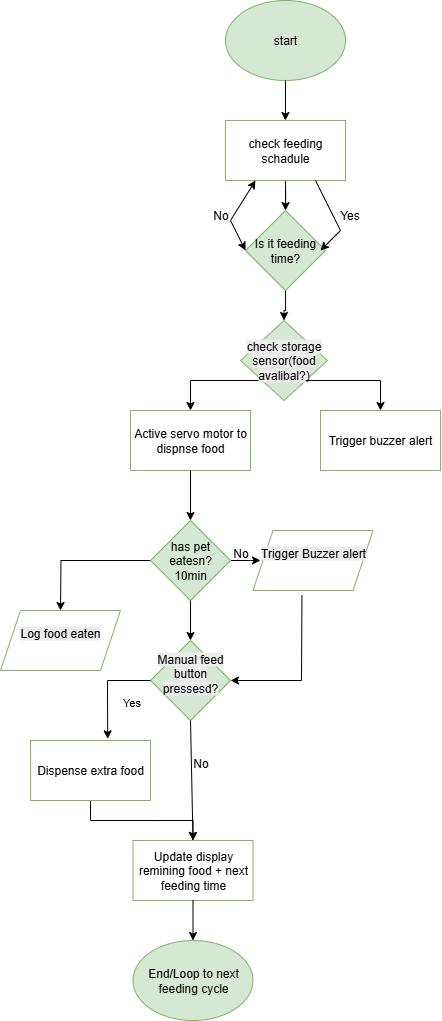 start
check feeding
schadule
No
Yes
Is it feeding
time?
check storage
sensor(food
avalibal?)
Active servo motor to
dispnse food
Trigger buzzer alert
has pet
eatesn?
10min
No
Trigger Buzzer alert
Log food eaten
Manual feed
button
pressesd?
Yes
Dispense extra food
No
Update display
remining food + next
feeding time
End/Loop to next
feeding cycle